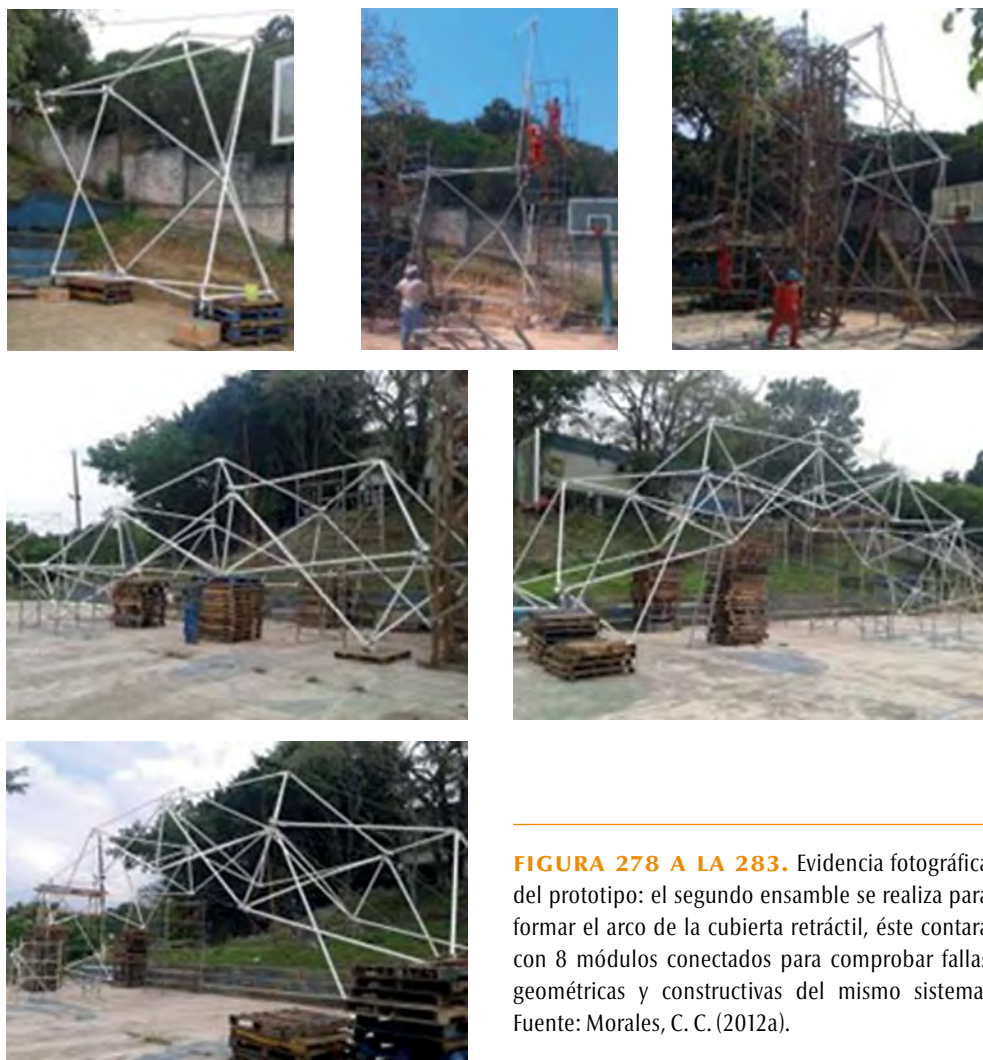 FIGURA 278 A LA 283. Evidencia fotográfica
del prototipo: el segundo ensamble se realiza para
formar el arco de la cubierta retráctil, éste contará
con 8 módulos conectados para comprobar fallas
geométricas y constructivas del mismo sistema.
Fuente: Morales, C. C. (2012a).